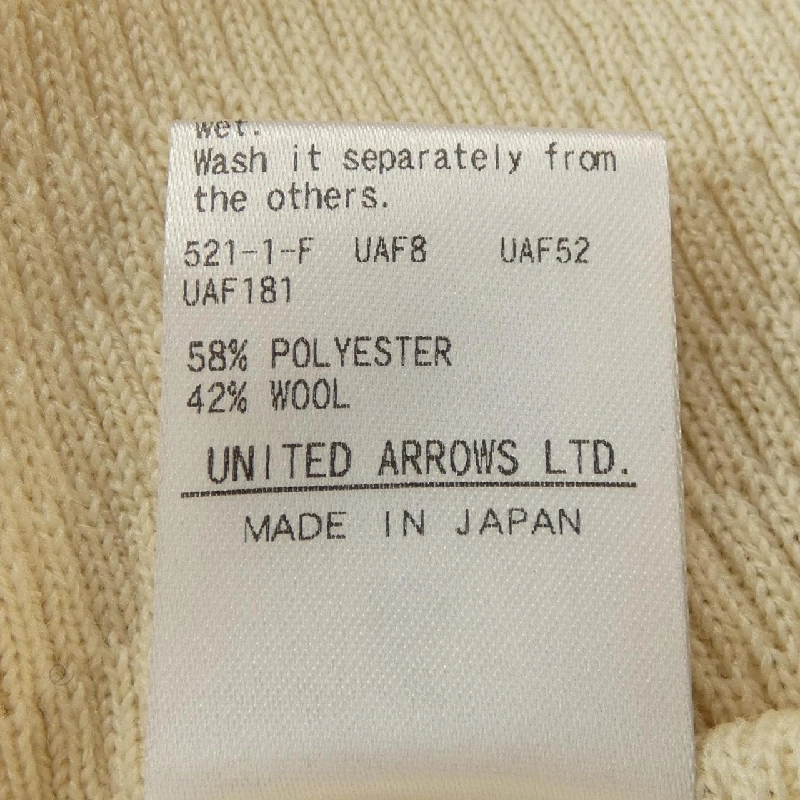 wet.
Wash it separately from
the others.
521-1-F UAF8 UAF52
UAF181
58% POLYESTER
42% WOOL
UNITED ARROWS LTD.
MADE IN JAPAN